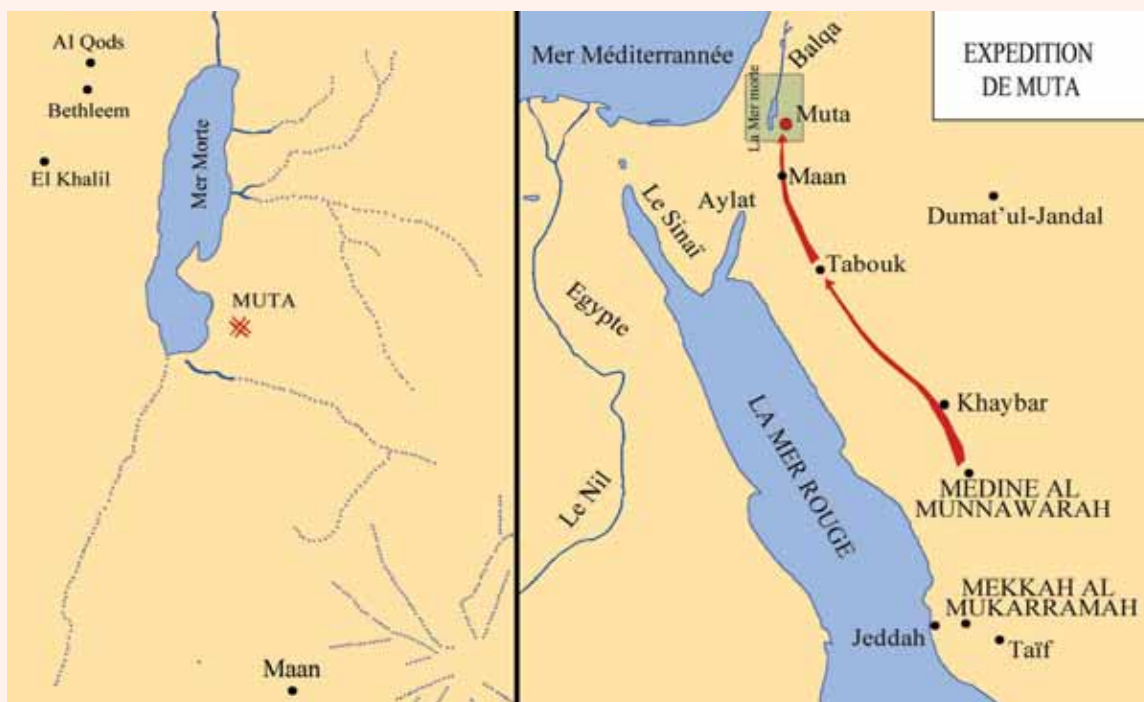 Al Qods
Bethleem
El Khalil
Mer Morte
MUTA
Maan
EXPEDITION
DE MUTA
Mer Méditerrannée
Balqa
La Mer morte
Muta
Maan
Le Sinaï
Aylat
Dumat'ul-Jandal
Tabouk
Egypte
Khaybar
LA MER ROUGE
Le Nil
MEDINE AL
MUNNAWARAH
MEKKAH AL
MUKARRAMAH
Jeddah
Taïf